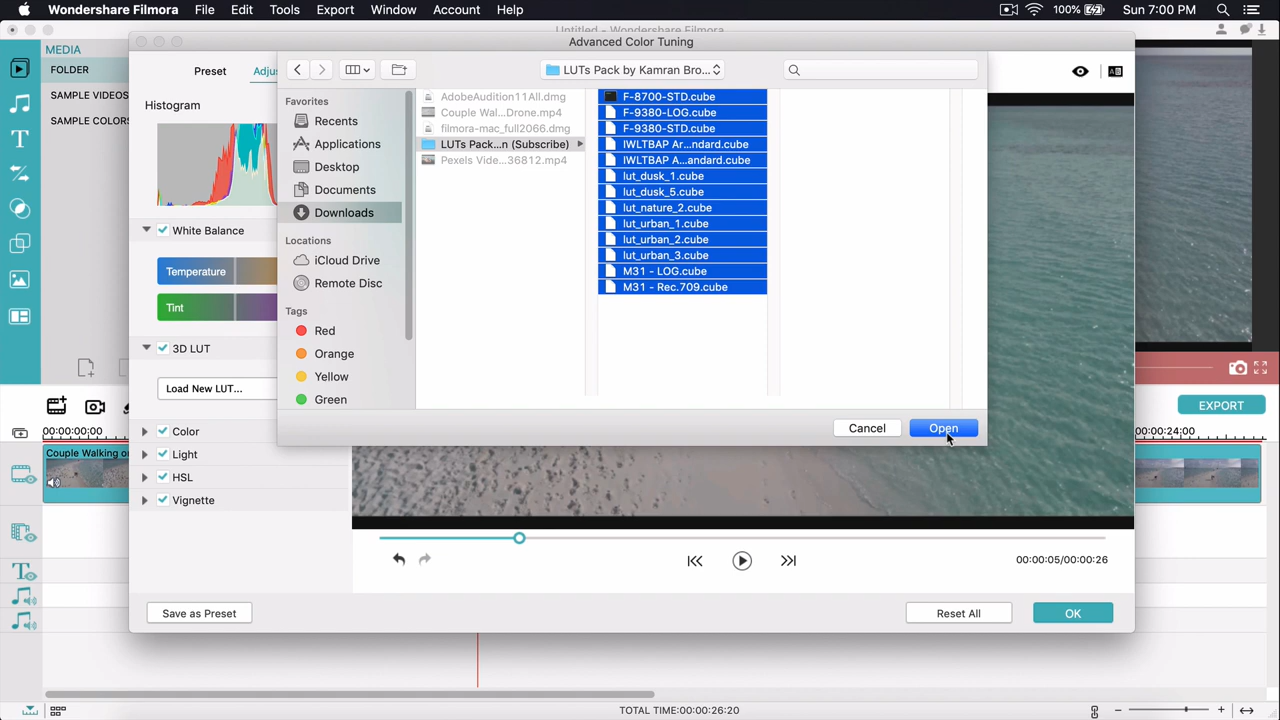 Wondershare Filmora File Edit Tools Export Window Account Help 100% Sun 7:00 PM
Untitled - Wondershare Filmora
Advanced Color Tuning
MEDIA
FOLDER
SAMPLE VIDEOS
SAMPLE COLORS
Preset Adjus
Histogram
White Balance
Temperature
Tint
3D LUT
Load New LUT...
Color
Light
HSL
Vignette
LUTs Pack by Kamran Bro...
Favorites
Recents
Applications
Desktop
Documents
Downloads
Locations
iCloud Drive
Remote Disc
Tags
Red
Orange
Yellow
Green
AdobeAudition11All.dmg
Couple Wal...Drone.mp4
filmora-mac_full2066.dmg
LUTs Pack...n (Subscribe)
Pexels Vide...36812.mp4
F-8700-STD.cube
F-9380-LOG.cube
F-9380-STD.cube
IWLTBAP Ar...ndard.cube
IWLTBAP A...andard.cube
lut_dusk_1.cube
lut_dusk_5.cube
lut_nature_2.cube
lut_urban_1.cube
lut_urban_2.cube
lut_urban_3.cube
M31 - LOG.cube
M31 - Rec.709.cube
Cancel Open
EXPORT
00:00:00:00
00:00:24:00
Couple Walking on
00:00:05/00:00:26
Save as Preset Reset All OK
TOTAL TIME:00:00:26:20